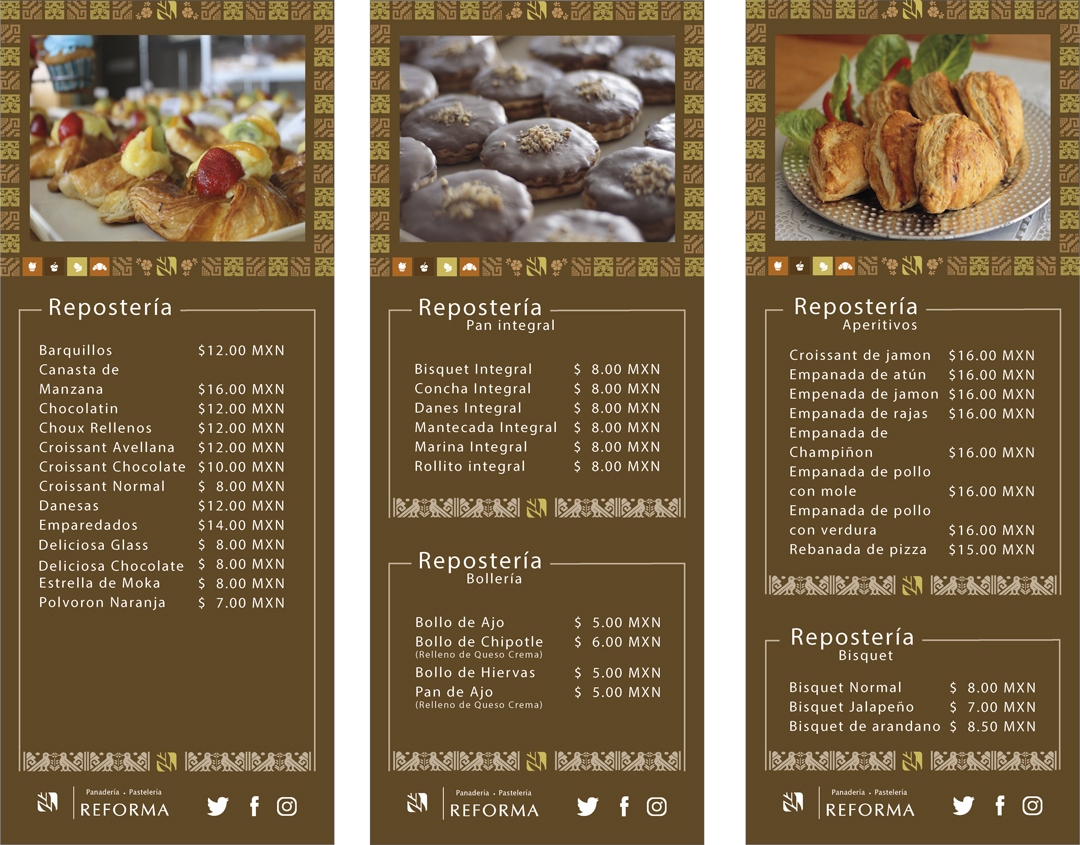 Repostería
Barquillos $12.00 MXN
Canasta de
Manzana $16.00 MXN
Chocolatin $12.00 MXN
Choux Rellenos $12.00 MXN
Croissant Avellana $12.00 MXN
Croissant Chocolate $10.00 MXN
Croissant Normal $ 8.00 MXN
Danesas $12.00 MXN
Emparedados $14.00 MXN
Deliciosa Glass $ 8.00 MXN
Deliciosa Chocolate $ 8.00 MXN
Estrella de Moka $ 8.00 MXN
Polvoron Naranja $ 7.00 MXN
Panadería • Pastelería
REFORMA
Repostería
Pan integral
Bisquet Integral $ 8.00 MXN
Concha Integral $ 8.00 MXN
Danes Integral $ 8.00 MXN
Mantecada Integral $ 8.00 MXN
Marina Integral $ 8.00 MXN
Rollito integral $ 8.00 MXN
Repostería
Bollería
Bollo de Ajo $ 5.00 MXN
Bollo de Chipotle $ 6.00 MXN
(Relleno de Queso Crema)
Bollo de Hiervas $ 5.00 MXN
Pan de Ajo $ 5.00 MXN
(Relleno de Queso Crema)
Panadería • Pastelería
REFORMA
Repostería
Aperitivos
Croissant de jamon $16.00 MXN
Empanada de atún $16.00 MXN
Empenada de jamon $16.00 MXN
Empanada de rajas $16.00 MXN
Empanada de
Champiñon $16.00 MXN
Empanada de pollo
con mole $16.00 MXN
Empanada de pollo
con verdura $16.00 MXN
Rebanada de pizza $15.00 MXN
Repostería
Bisquet
Bisquet Normal $ 8.00 MXN
Bisquet Jalapeño $ 7.00 MXN
Bisquet de arandano $ 8.50 MXN
Panadería • Pastelería
REFORMA